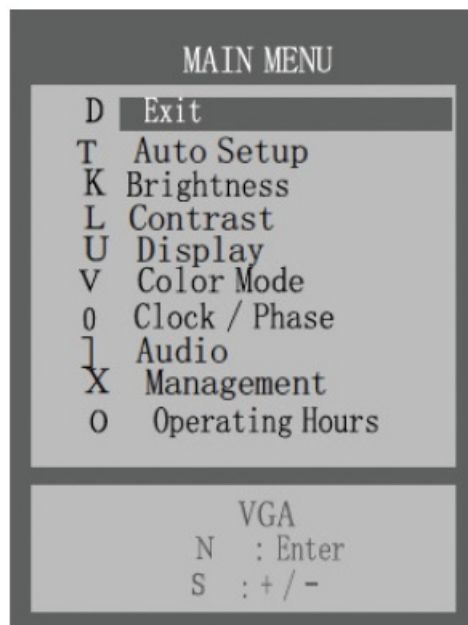 MAIN MENU
D Exit
T Auto Setup
K Brightness
L Contrast
U Display
V Color Mode
0 Clock / Phase
] Audio
X Management
O Operating Hours
VGA
N : Enter
S : + / -